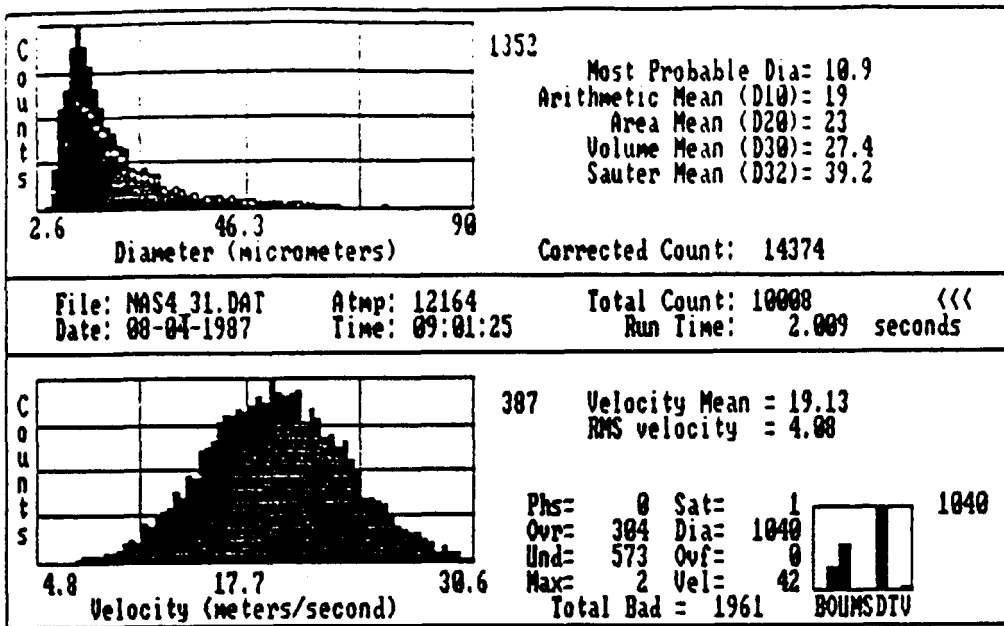 Counts
1352
Most Probable Dia= 10.9
Arithmetic Mean (D10)= 19
Area Mean (D20)= 23
Volume Mean (D30)= 27.4
Sauter Mean (D32)= 39.2
2.6 46.3 90
Diameter (micrometers)
Corrected Count: 14374
File: MAS4_31.DAT Atmp: 12164 Total Count: 10008 <<<
Date: 08-04-1987 Time: 09:01:25 Run Time: 2.009 seconds
Counts
387
Velocity Mean = 19.13
RMS velocity = 4.08
Phs= 0 Sat= 1
1040
Ovr= 304 Dia= 1040
Und= 573 Ovf= 0
Max= 2 Vel= 42
4.8 17.7 30.6
Velocity (meters/second)
Total Bad = 1961
BOUMSDTV